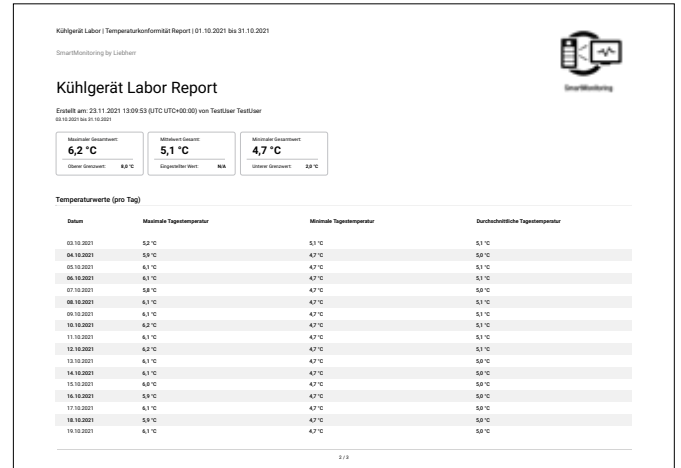 Kühlgerät Labor | Temperaturkonformität Report | 01.10.2021 bis 31.10.2021
SmartMonitoring by Liebherr
SmartMonitoring
Kühlgerät Labor Report
Erstellt am: 23.11.2021 13:09:53 (UTC UTC+00:00) von TestUser TestUser
03.10.2021 bis 31.10.2021
Maximaler Gesamtwert: Mittelwert Gesamt: Minimaler Gesamtwert:
6,2 °C 5,1 °C 4,7 °C
Oberer Grenzwert: 8,0 °C Eingestellter Wert: N/A Unterer Grenzwert: 2,0 °C
Temperaturwerte (pro Tag)
Datum Maximale Tagestemperatur Minimale Tagestemperatur Durchschnittliche Tagestemperatur
03.10.2021 5,2 °C 5,1 °C 5,1 °C
04.10.2021 5,9 °C 4,7 °C 5,0 °C
05.10.2021 6,1 °C 4,7 °C 5,1 °C
06.10.2021 6,1 °C 4,7 °C 5,1 °C
07.10.2021 5,8 °C 4,7 °C 5,0 °C
08.10.2021 6,1 °C 4,7 °C 5,1 °C
09.10.2021 6,1 °C 4,7 °C 5,1 °C
10.10.2021 6,2 °C 4,7 °C 5,1 °C
11.10.2021 6,1 °C 4,7 °C 5,1 °C
12.10.2021 6,2 °C 4,7 °C 5,1 °C
13.10.2021 6,1 °C 4,7 °C 5,0 °C
14.10.2021 6,1 °C 4,7 °C 5,0 °C
15.10.2021 6,0 °C 4,7 °C 5,0 °C
16.10.2021 5,9 °C 4,7 °C 5,0 °C
17.10.2021 6,1 °C 4,7 °C 5,0 °C
18.10.2021 5,9 °C 4,7 °C 5,0 °C
19.10.2021 6,1 °C 4,7 °C 5,0 °C
2 / 3